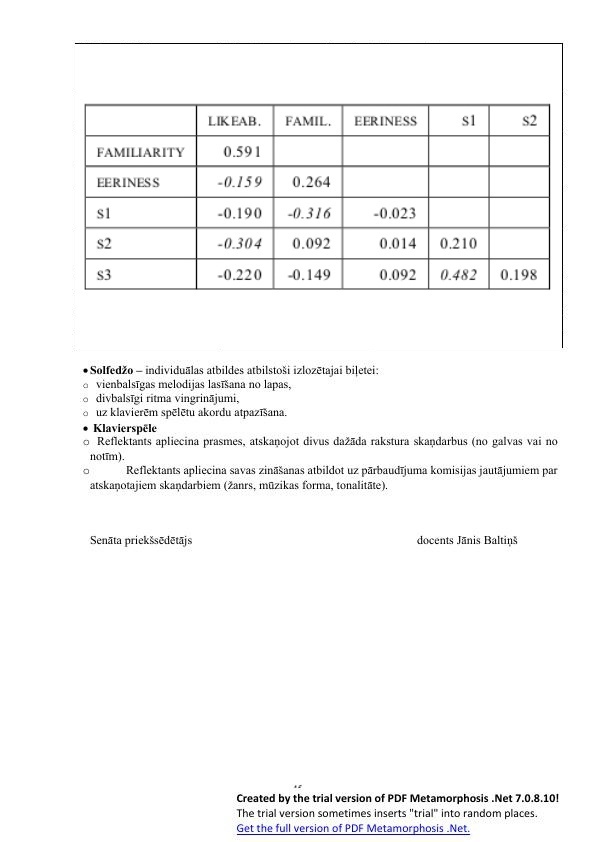 LIKEAB. FAMIL. EERINESS S1 S2
FAMILIARITY 0.591
EERINESS -0.159 0.264
S1 -0.190 -0.316 -0.023
S2 -0.304 0.092 0.014 0.210
S3 -0.220 -0.149 0.092 0.482 0.198
• Solfedžo – individuālas atbildes atbilstoši izlozētajai biļetei:
o vienbalsīgas melodijas lasīšana no lapas,
o divbalsīgi ritma vingrinājumi,
o uz klavierēm spēlētu akordu atpazīšana.
• Klavierspēle
o Reflektants apliecina prasmes, atskaņojot divus dažāda rakstura skaņdarbus (no galvas vai no
notīm).
o Reflektants apliecina savas zināšanas atbildot uz pārbaudījuma komisijas jautājumiem par
atskaņotajiem skaņdarbiem (žanrs, mūzikas forma, tonalitāte).
Senāta priekšsēdētājs docents Jānis Baltiņš
Created by the trial version of PDF Metamorphosis .Net 7.0.8.10!
The trial version sometimes inserts "trial" into random places.
Get the full version of PDF Metamorphosis .Net.